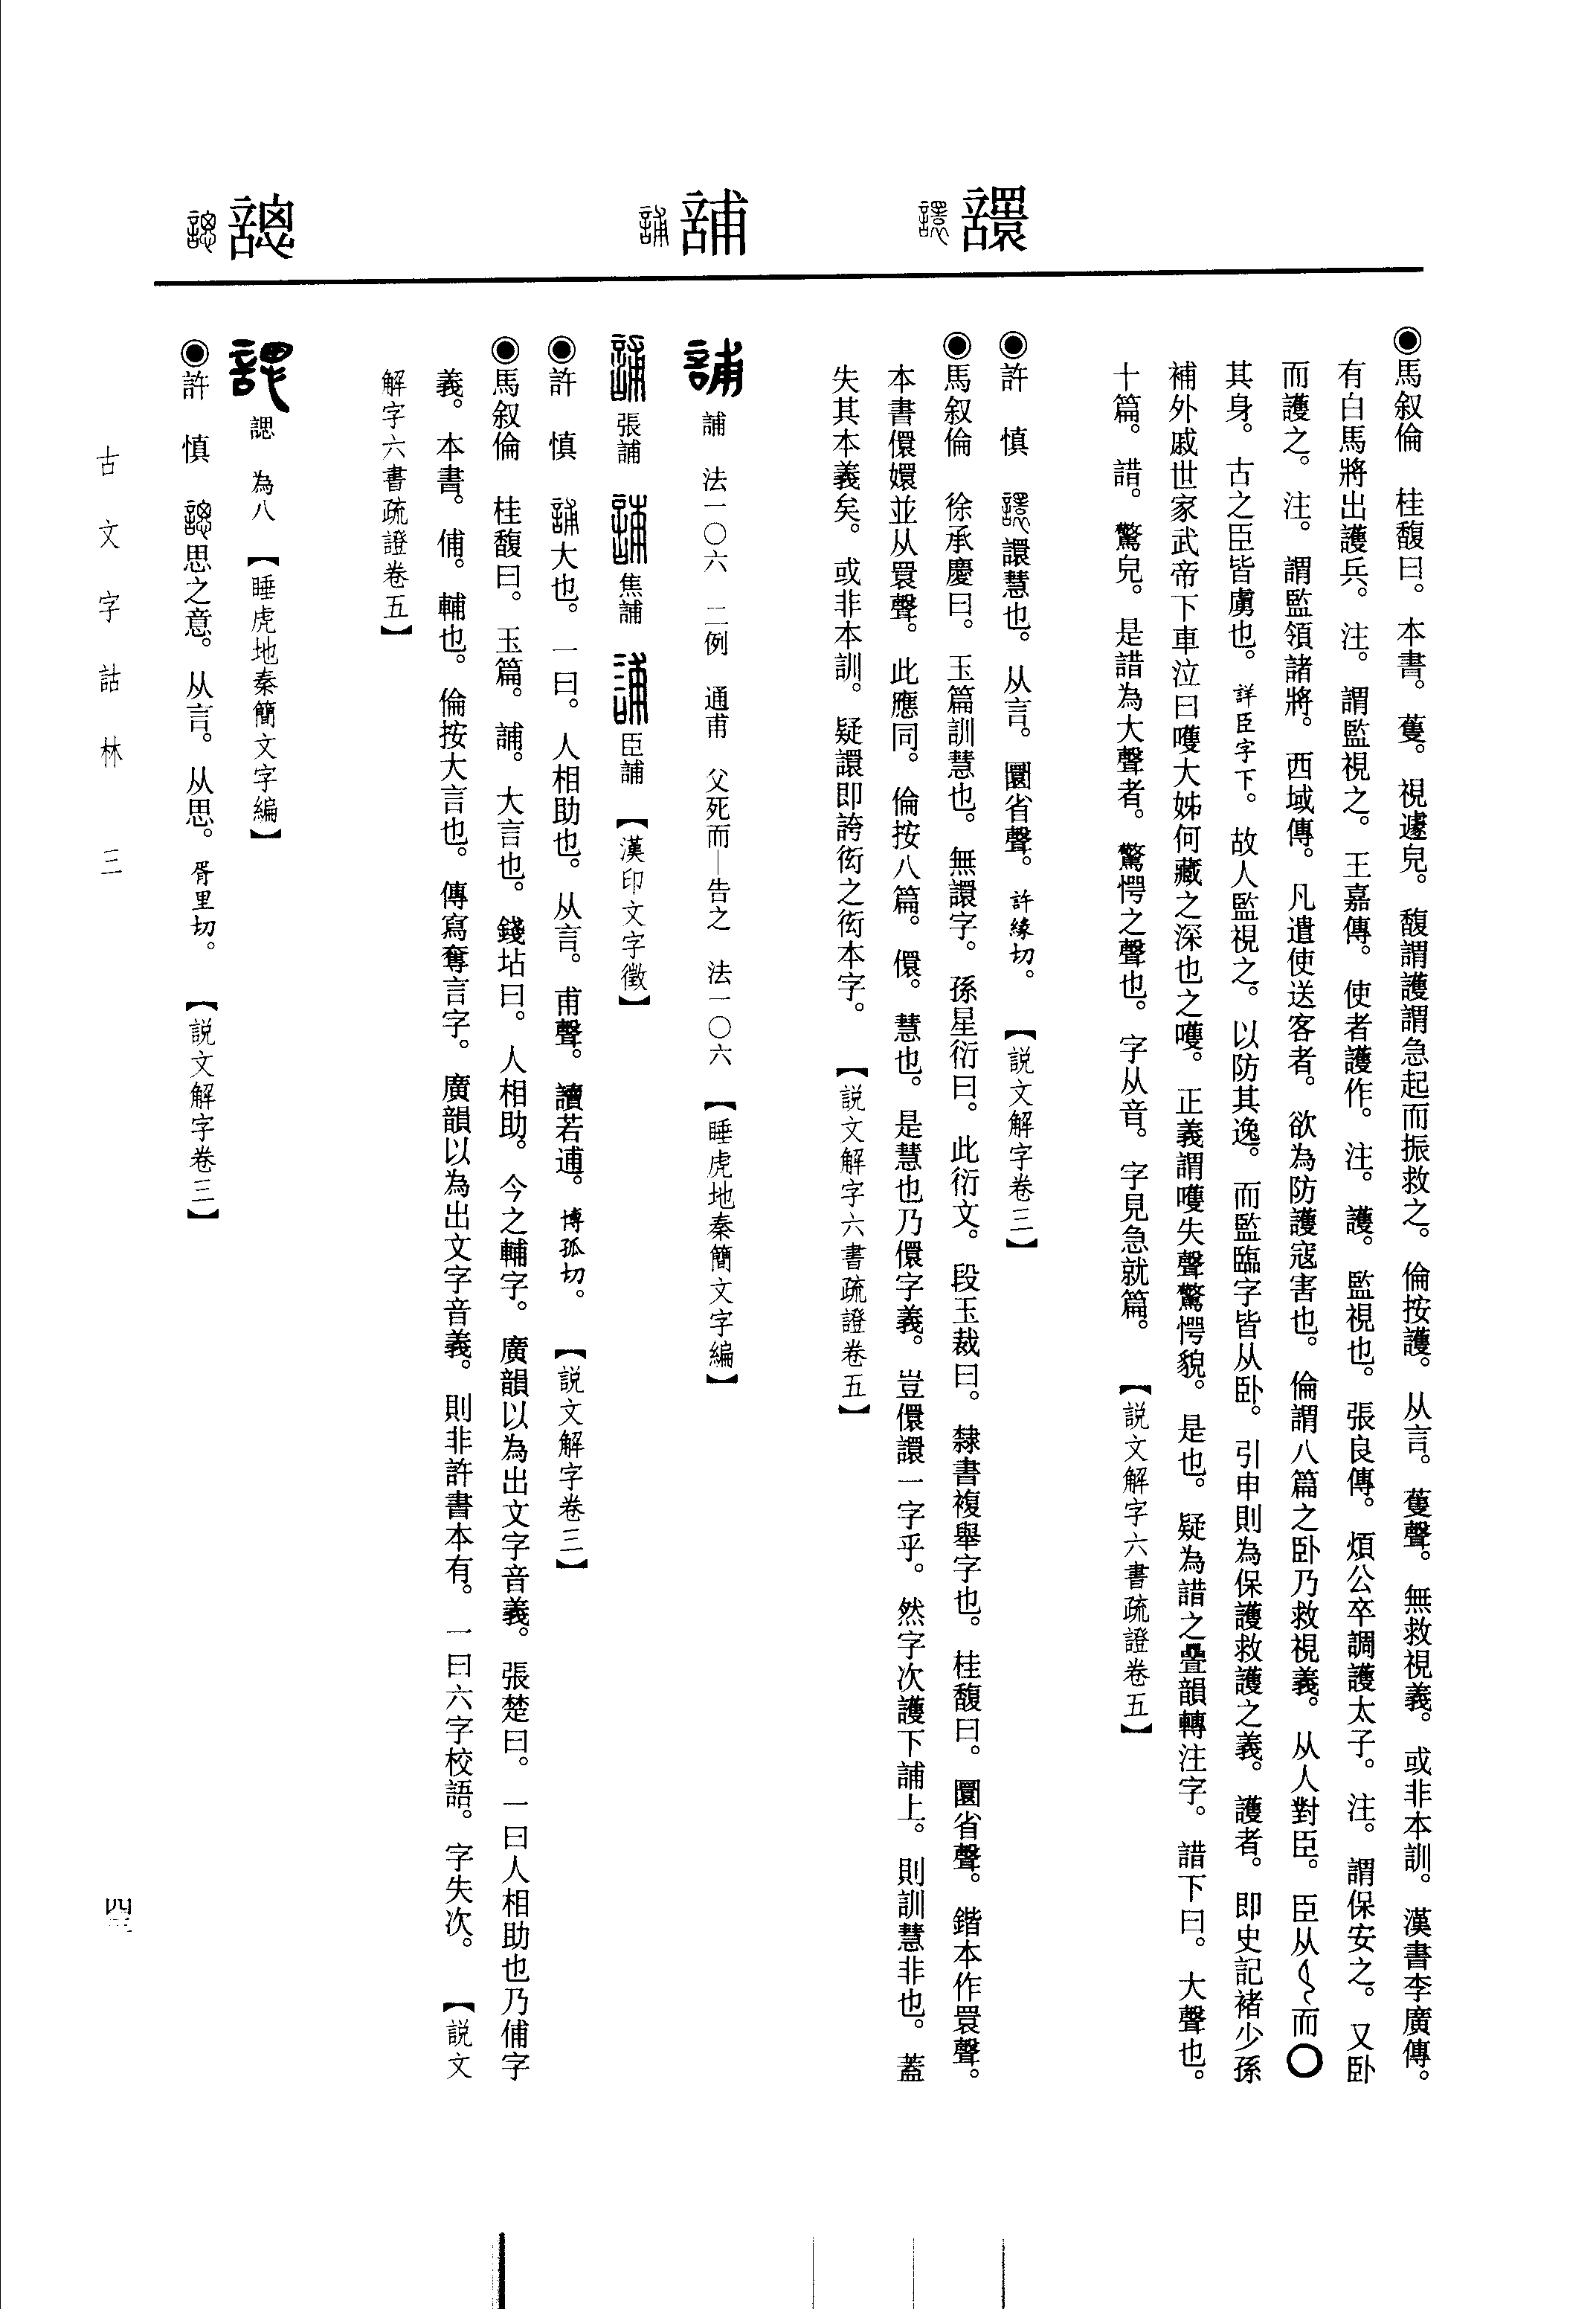 譞
誧
諰
◉馬叙倫　桂馥曰。本書。蒦。視遽皃。馥謂護謂急起而振救之。倫按護。从言。蒦聲。無救視義。或非本訓。漢書李廣傳。
有白馬將出護兵。注。謂監視之。王嘉傳。使者護作。注。護。監視也。張良傳。煩公卒調護太子。注。謂保安之。又卧
而護之。注。謂監領諸將。西域傳。凡遣使送客者。欲為防護寇害也。倫謂八篇之卧乃救視義。从人對臣。臣从而
其身。古之臣皆虜也。詳臣字下。故人監視之。以防其逸。而監臨字皆从卧。引申則為保護救護之義。護者。即史記褚少孫
補外戚世家武帝下車泣曰嚄大姊何藏之深也之嚄。正義謂嚄失聲驚愕貌。是也。疑為譜之疊韻轉注字。諎下曰。大聲也。
十篇。諎。驚皃。是諎為大聲者。驚愕之聲也。字从音。字見急就篇。　【説文解字六書疏證卷五】
◉許　慎　譞譞慧也。从言。圜省聲。許緣切。　【説文解字卷三】
◉馬叙倫　徐承慶曰。玉篇訓慧也。無譞字。孫星衍曰。此衍文。段玉裁曰。隸書複舉字也。桂馥曰。圜省聲。鍇本作睘聲。
本書儇嬛並从睘聲。此應同。倫按八篇。儇。慧也。是慧也乃儇字義。豈儇譞一字乎。然字次護下誧上。則訓慧非也。蓋
失其本義矣。或非本訓。疑譞即誇衒之衒本字。　【説文解字六書疏證卷五】
誧　誧　法一〇六　二例　通甫　父死而—告之　法一〇六　【睡虎地秦簡文字編】
張誧　焦誧　臣誧　【漢印文字徵】
◉許　慎　誧大也。一曰。人相助也。从言。甫聲。讀若逋。博孤切。　【説文解字卷三】
◉馬叙倫　桂馥曰。玉篇。誧。大言也。錢坫曰。人相助。今之輔字。廣韻以為出文字音義。張楚曰。一曰人相助也乃俌字
義。本書。俌。輔也。倫按大言也。傳寫奪言字。廣韻以為出文字音義。則非許書本有。一曰六字校語。字失次。　【説文
解字六書疏證卷五】
諰　為八　【睡虎地秦簡文字編】
◉許　慎　諰思之意。从言。从思。胥里切。　【説文解字卷三】
古文字詁林　三
四三